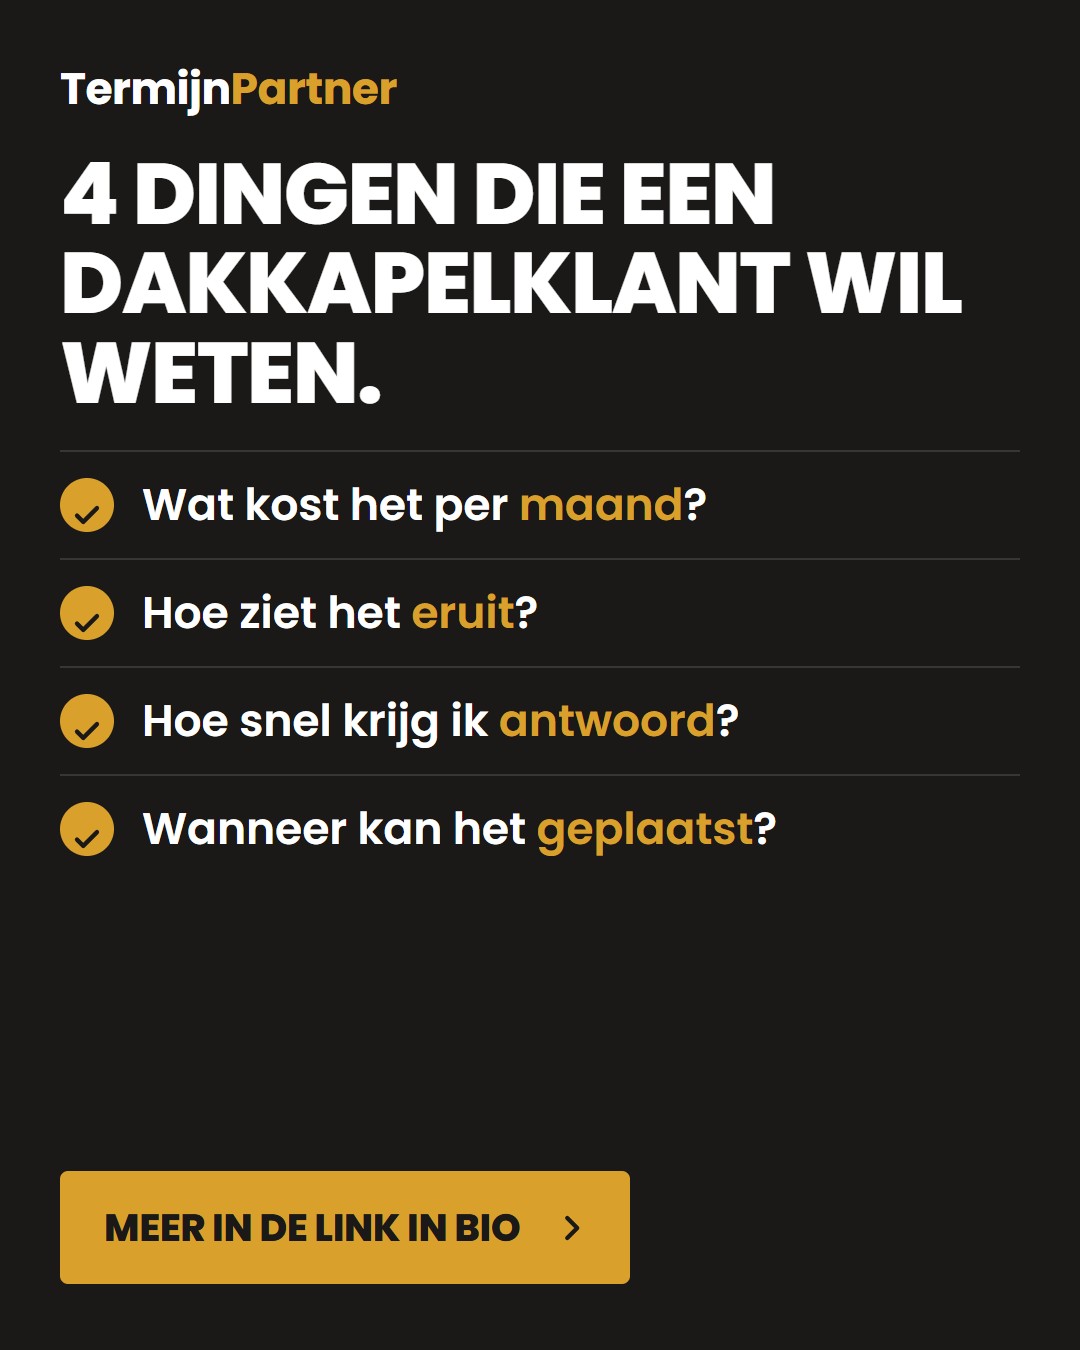 TermijnPartner
4 DINGEN DIE EEN
DAKKAPELKLANT WIL
WETEN.
Wat kost het per maand?
Hoe ziet het eruit?
Hoe snel krijg ik antwoord?
Wanneer kan het geplaatst?
MEER IN DE LINK IN BIO